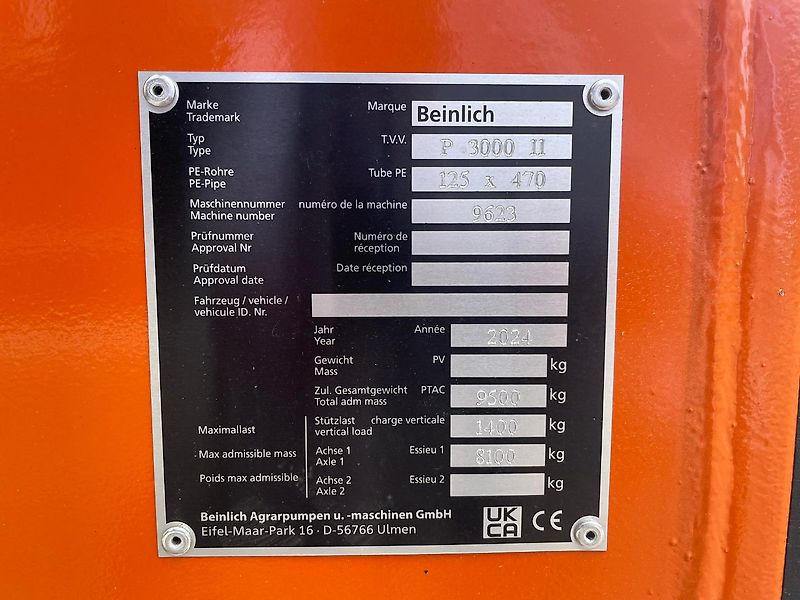 Marke Marque Beinlich
Trademark
Typ T.V.V. P 3000 II
Type
PE-Rohre Tube PE 125 x 470
PE-Pipe
Maschinennummer numéro de la machine 9623
Machine number
Prüfnummer Numéro de
Approval Nr réception
Prüfdatum Date réception
Approval date
Fahrzeug / vehicle /
vehicule ID. Nr.
Jahr Année 2024
Year
Gewicht PV kg
Mass
Zul. Gesamtgewicht PTAC 9500 kg
Total adm mass
Maximallast Stützlast charge verticale 1400 kg
vertical load
Max admissible mass Achse 1 Essieu 1 8100 kg
Axle 1
Poids max admissible Achse 2 Essieu 2 kg
Axle 2
Beinlich Agrarpumpen u. -maschinen GmbH
Eifel-Maar-Park 16 · D-56766 Ulmen
UK
CA CE